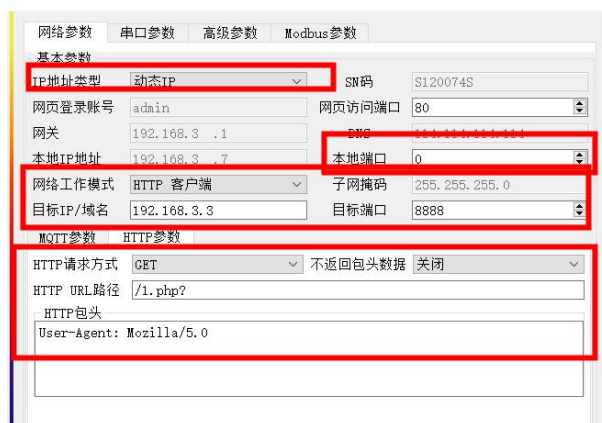 网络参数 串口参数 高级参数 Modbus参数
基本参数
IP地址类型 动态IP SN码 S120074S
网页登录账号 admin 网页访问端口 80
网关 192.168.3 .1 DNS 114.114.114.114
本地IP地址 192.168.3 .7 本地端口 0
网络工作模式 HTTP 客户端 子网掩码 255.255.255.0
目标IP/域名 192.168.3.3 目标端口 8888
MQTT参数 HTTP参数
HTTP请求方式 GET 不返回包头数据 关闭
HTTP URL路径 /1.php?
HTTP包头
User-Agent: Mozilla/5.0